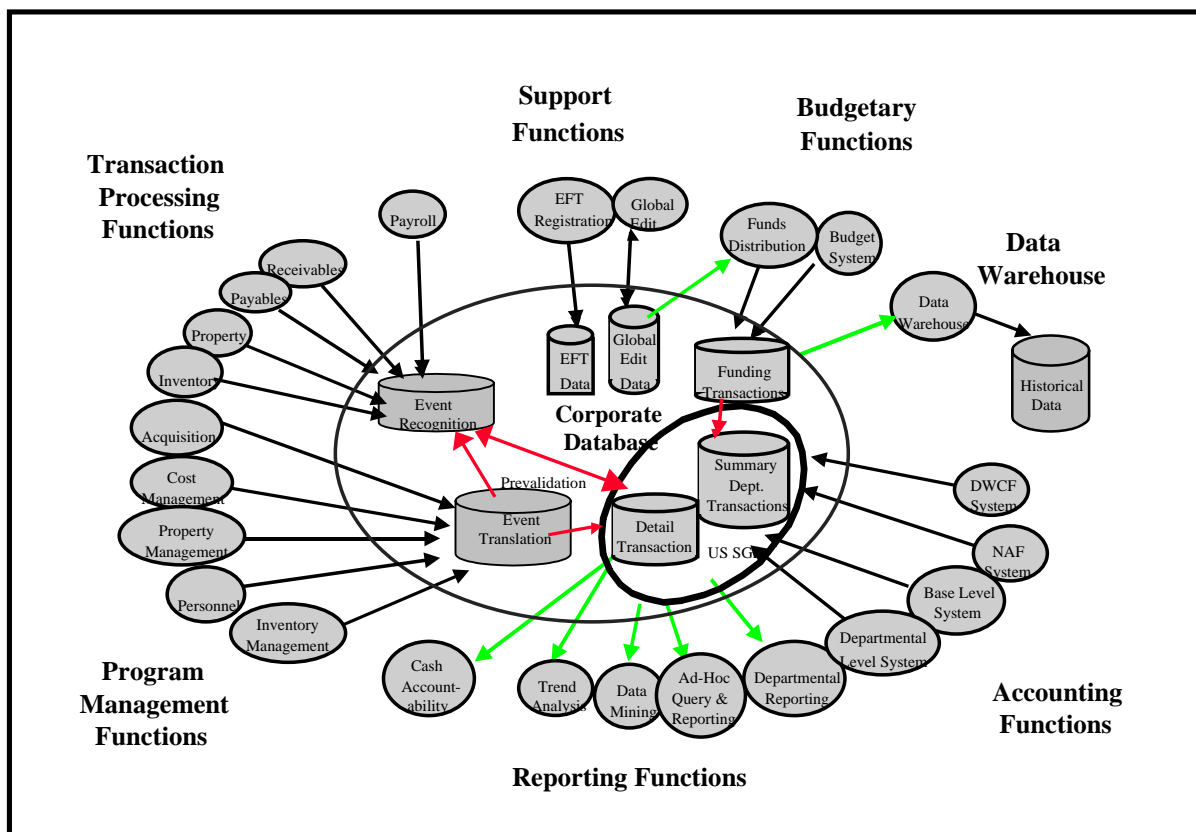 Support
Functions
Budgetary
Functions
Transaction
Processing
Functions
Payroll
EFT
Registration
Global
Edit
Funds
Distribution
Budget
System
Data
Warehouse
Receivables
Payables
Property
Inventory
Data
Warehouse
EFT
Data
Global
Edit
Data
Funding
Transactions
Historical
Data
Event
Recognition
Corporate
Database
Acquisition
Cost
Management
Property
Management
Personnel
Inventory
Management
Prevalidation
Event
Translation
Summary
Dept.
Transactions
Detail
Transaction
US SG
DWCF
System
NAF
System
Base Level
System
Departmental
Level System
Cash
Account-
ability
Trend
Analysis
Data
Mining
Ad-Hoc
Query &
Reporting
Departmental
Reporting
Program
Management
Functions
Accounting
Functions
Reporting Functions